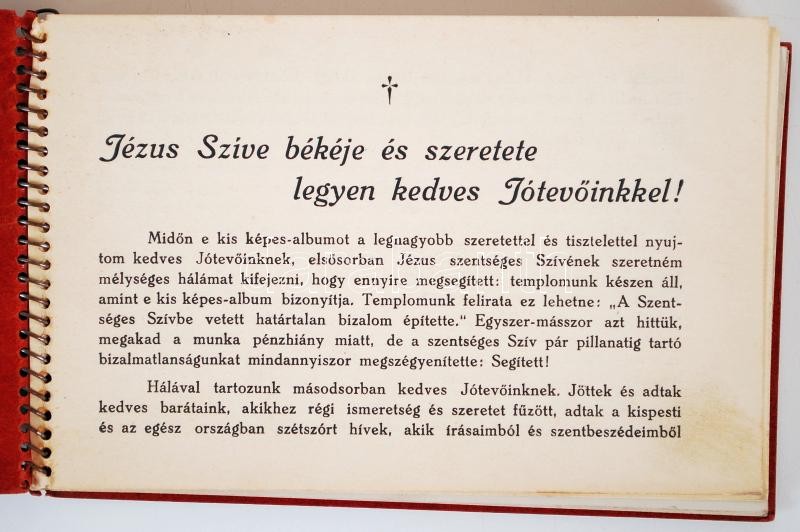 †
Jézus Szive békéje és szeretete
legyen kedves Jótevőinkkel!
Midőn e kis képes-albumot a legnagyobb szeretettel és tisztelettel nyuj-
tom kedves Jótevőinknek, elsősorban Jézus szentséges Szívének szeretném
mélységes hálámat kifejezni, hogy ennyire megsegített: templomunk készen áll,
amint e kis képes-album bizonyítja. Templomunk felirata ez lehetne: „A Szent-
séges Szívbe vetett határtalan bizalom építette.“ Egyszer-másszor azt hittük,
megakad a munka pénzhiány miatt, de a szentséges Szív pár pillanatig tartó
bizalmatlanságunkat mindannyiszor megszégyenítette: Segített!
Hálával tartozunk másodsorban kedves Jótevőinknek. Jöttek és adtak
kedves barátaink, akikhez régi ismeretség és szeretet fűzött, adtak a kispesti
és az egész országban szétszórt hívek, akik írásaimból és szentbeszédeimből